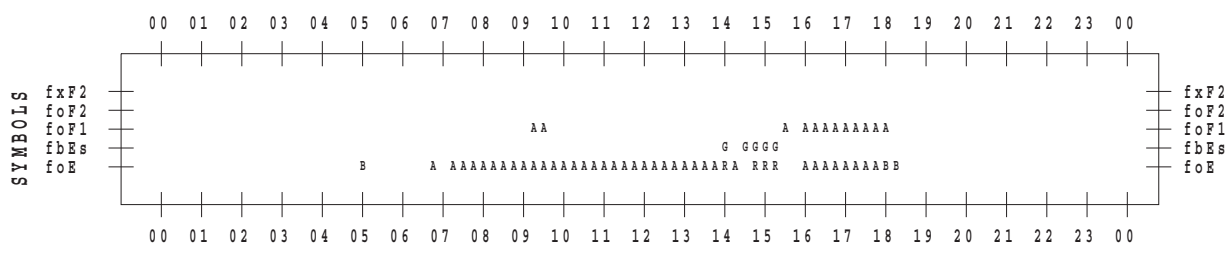 00 01 02 03 04 05 06 07 08 09 10 11 12 13 14 15 16 17 18 19 20 21 22 23 00
SYMBOLS
fxF2 fxF2
foF2 foF2
foF1 AA A AAAAAAAAA foF1
fbEs G GGGG fbEs
foE B A AAAAAAAAAAAAAAAAAAAAAAAAAAARA RRR AAAAAAAABB foE
00 01 02 03 04 05 06 07 08 09 10 11 12 13 14 15 16 17 18 19 20 21 22 23 00